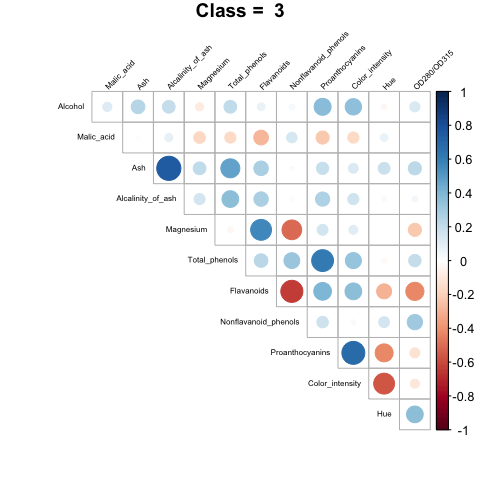 Class = 3
Malic_acid
Ash
Alcalinity_of_ash
Magnesium
Total_phenols
Flavanoids
Nonflavanoid_phenols
Proanthocyanins
Color_intensity
Hue
OD280/OD315
Alcohol
Malic_acid
Ash
Alcalinity_of_ash
Magnesium
Total_phenols
Flavanoids
Nonflavanoid_phenols
Proanthocyanins
Color_intensity
Hue
1
0.8
0.6
0.4
0.2
0
-0.2
-0.4
-0.6
-0.8
-1